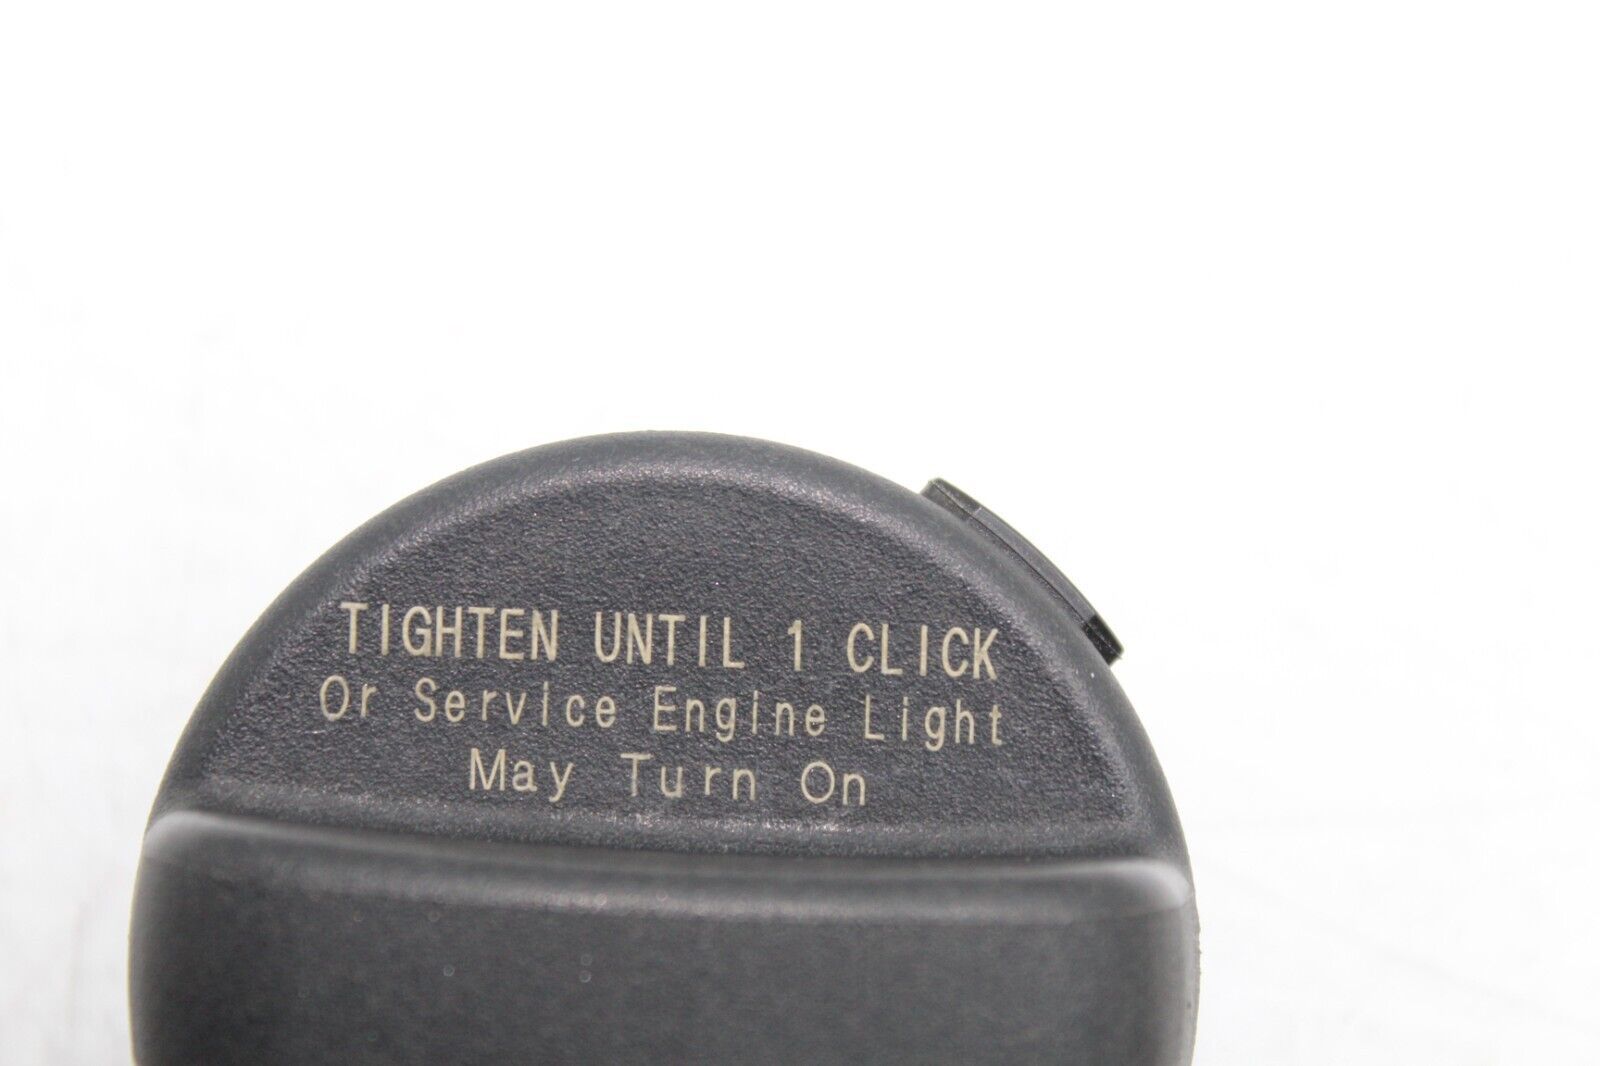 TIGHTEN UNTIL 1 CLICK
Or Service Engine Light
May Turn On